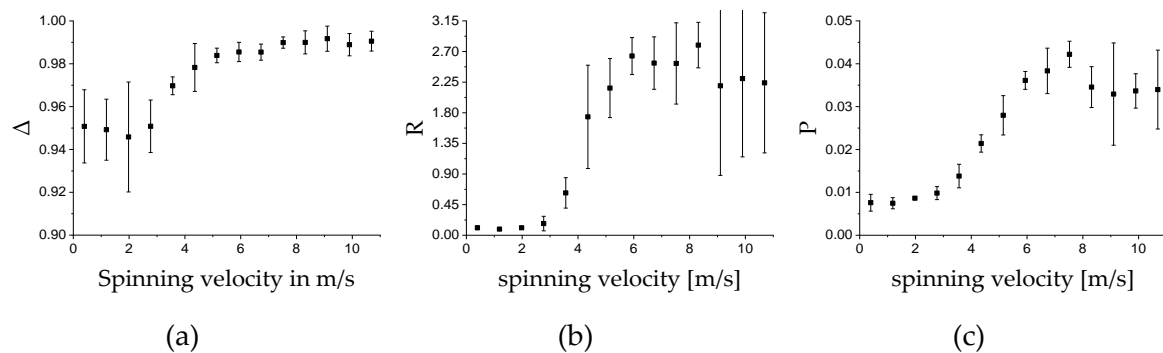 1.00
0.98
0.96
0.94
0.92
0.90
Δ
0 2 4 6 8 10
Spinning velocity in m/s
(a)
3.15
2.70
2.25
1.80
1.35
0.90
0.45
0.00
R
0 2 4 6 8 10
spinning velocity [m/s]
(b)
0.05
0.04
0.03
0.02
0.01
0.00
P
0 2 4 6 8 10
spinning velocity [m/s]
(c)